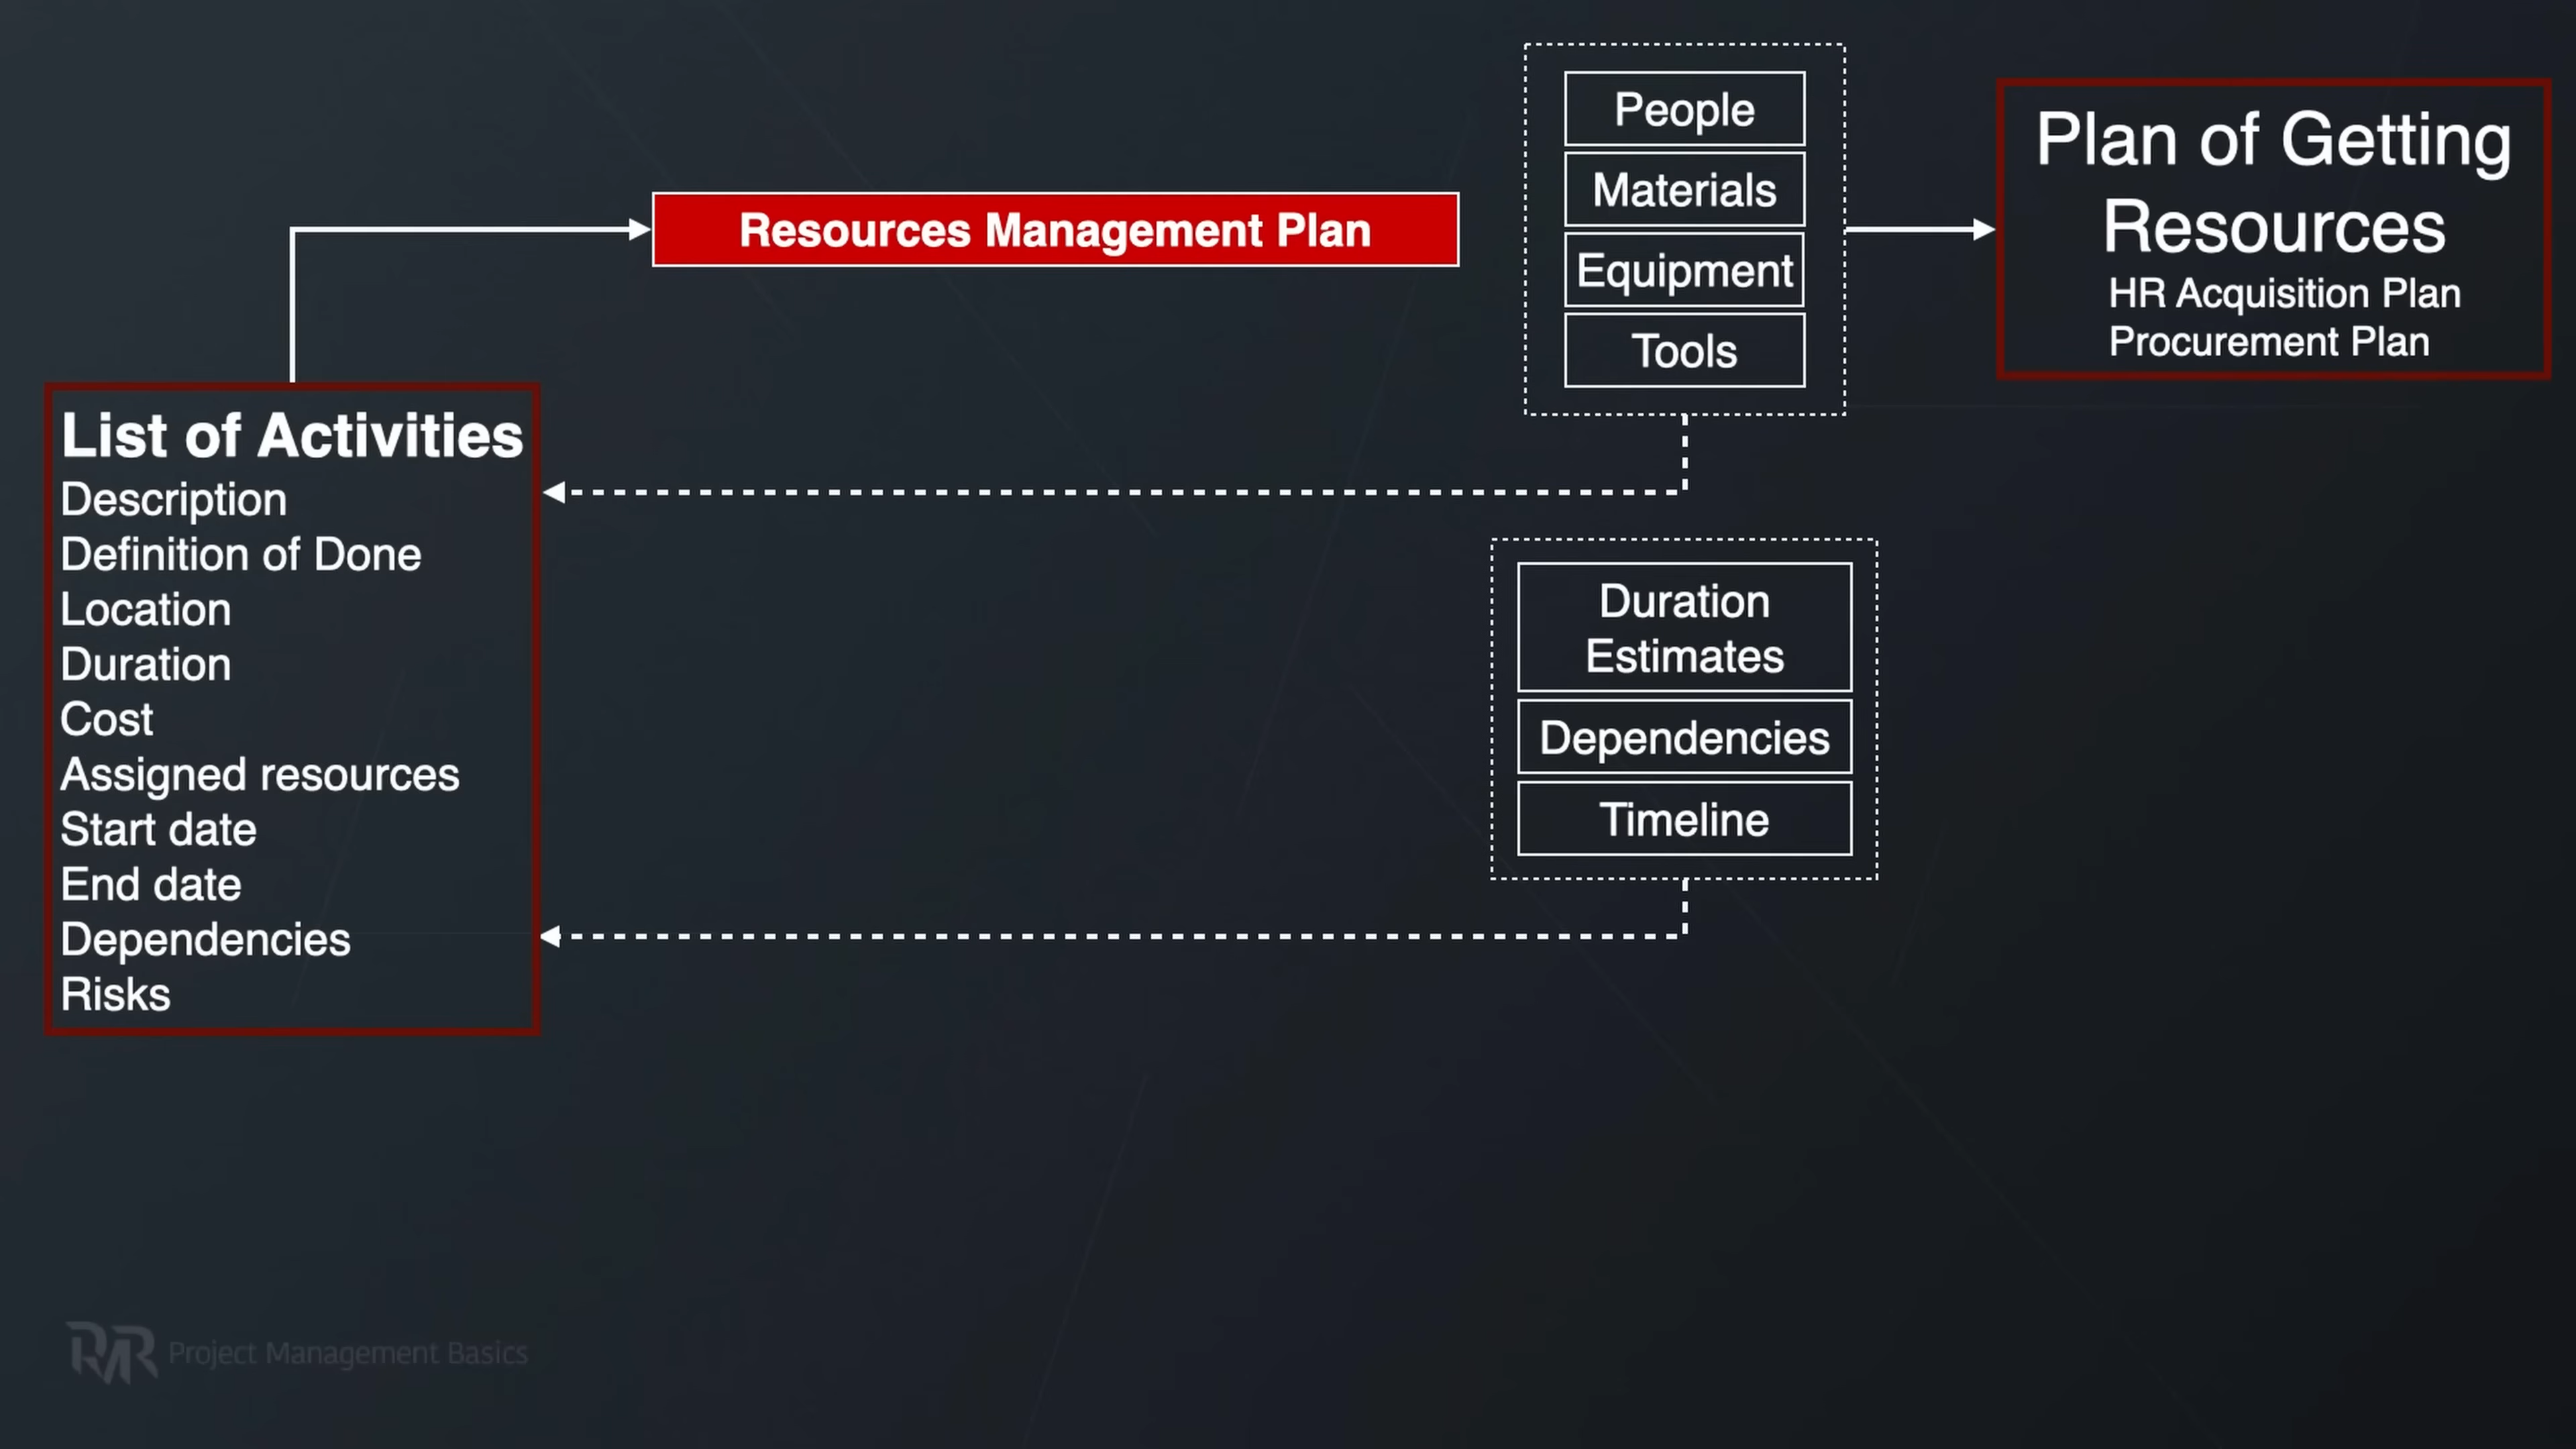 Resources Management Plan
People
Materials
Equipment
Tools
Plan of Getting
Resources
HR Acquisition Plan
Procurement Plan
List of Activities
Description
Definition of Done
Location
Duration
Cost
Assigned resources
Start date
End date
Dependencies
Risks
Duration
Estimates
Dependencies
Timeline
Project Management Basics